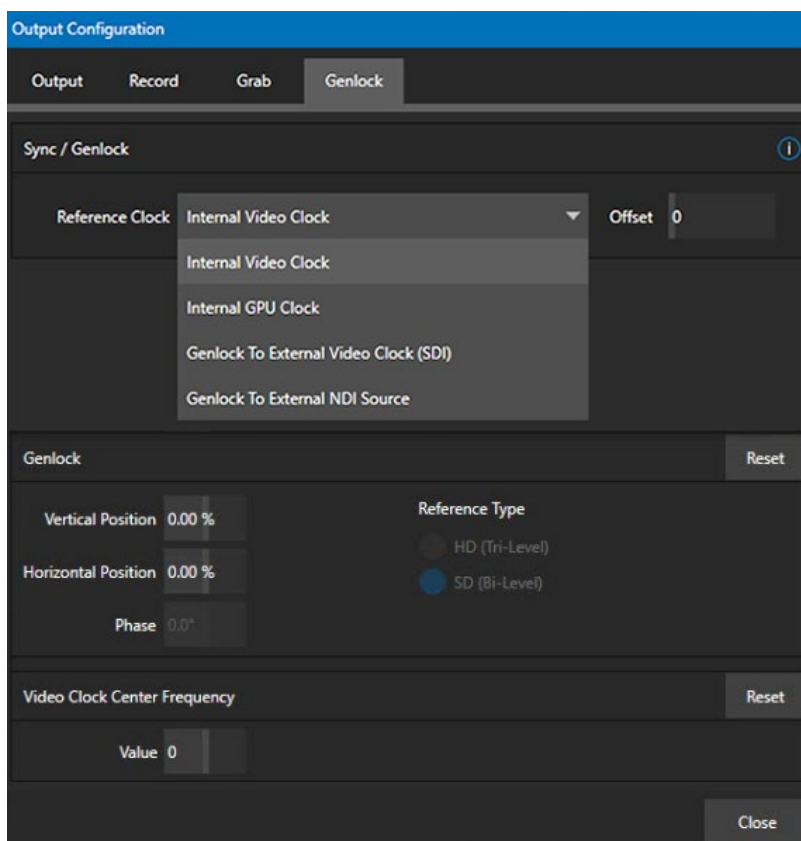 Output Configuration
Output Record Grab Genlock
Sync / Genlock
i
Reference Clock Internal Video Clock Offset 0
Internal Video Clock
Internal GPU Clock
Genlock To External Video Clock (SDI)
Genlock To External NDI Source
Genlock Reset
Vertical Position 0.00 % Reference Type
HD (Tri-Level)
Horizontal Position 0.00 %
SD (Bi-Level)
Phase 0.0°
Video Clock Center Frequency Reset
Value 0
Close